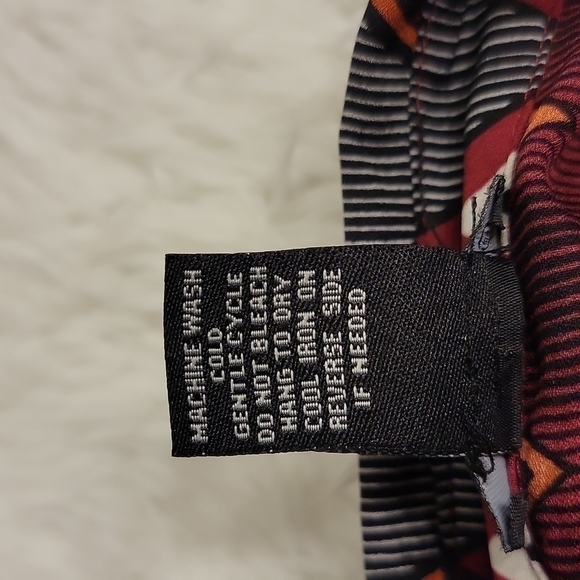 MACHINE WASH
COLD
GENTLE CYCLE
DO NOT BLEACH
HANG TO DRY
COOL IRON ON
REVERSE SIDE
IF NEEDED